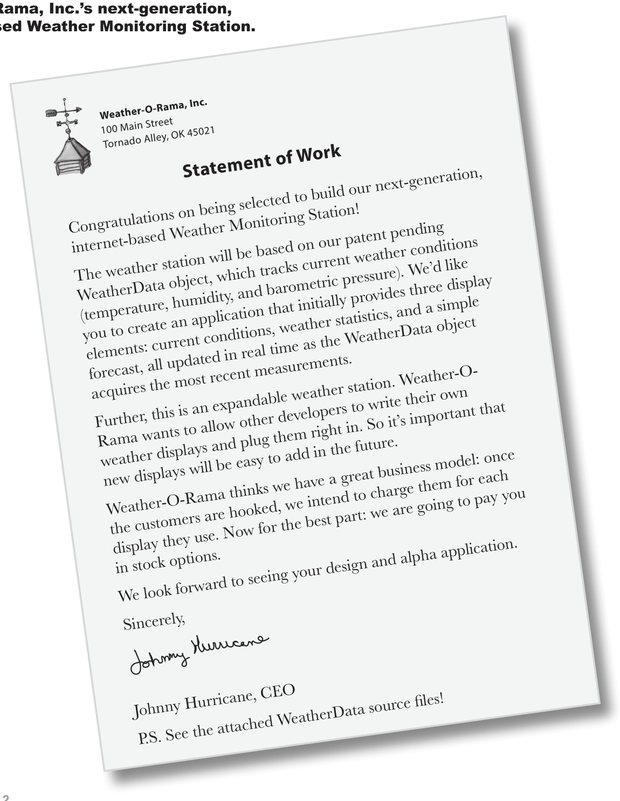 Rama, Inc.'s next-generation,
sed Weather Monitoring Station.
Weather-O-Rama, Inc.
100 Main Street
Tornado Alley, OK 45021
Statement of Work
Congratulations on being selected to build our next-generation,
internet-based Weather Monitoring Station!
The weather station will be based on our patent pending
WeatherData object, which tracks current weather conditions
(temperature, humidity, and barometric pressure). We'd like
you to create an application that initially provides three display
elements: current conditions, weather statistics, and a simple
forecast, all updated in real time as the WeatherData object
acquires the most recent measurements.
Further, this is an expandable weather station. Weather-O-
Rama wants to allow other developers to write their own
weather displays and plug them right in. So it's important that
new displays will be easy to add in the future.
Weather-O-Rama thinks we have a great business model: once
the customers are hooked, we intend to charge them for each
display they use. Now for the best part: we are going to pay you
in stock options.
We look forward to seeing your design and alpha application.
Sincerely,
Johnny Hurricane
Johnny Hurricane, CEO
P.S. See the attached WeatherData source files!
2